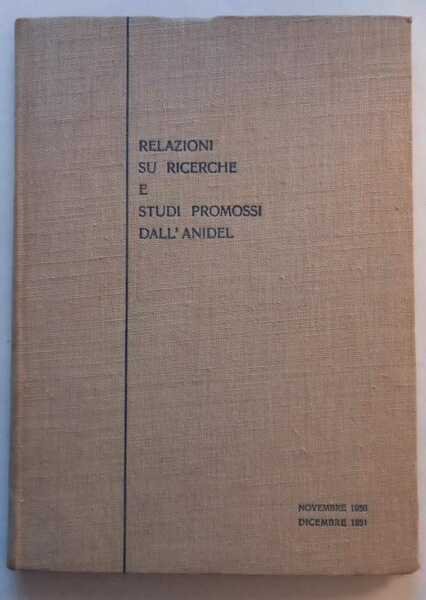 RELAZIONI
SU RICERCHE
E
STUDI PROMOSSI
DALL'ANIDEL
NOVEMBRE 1950
DICEMBRE 1951